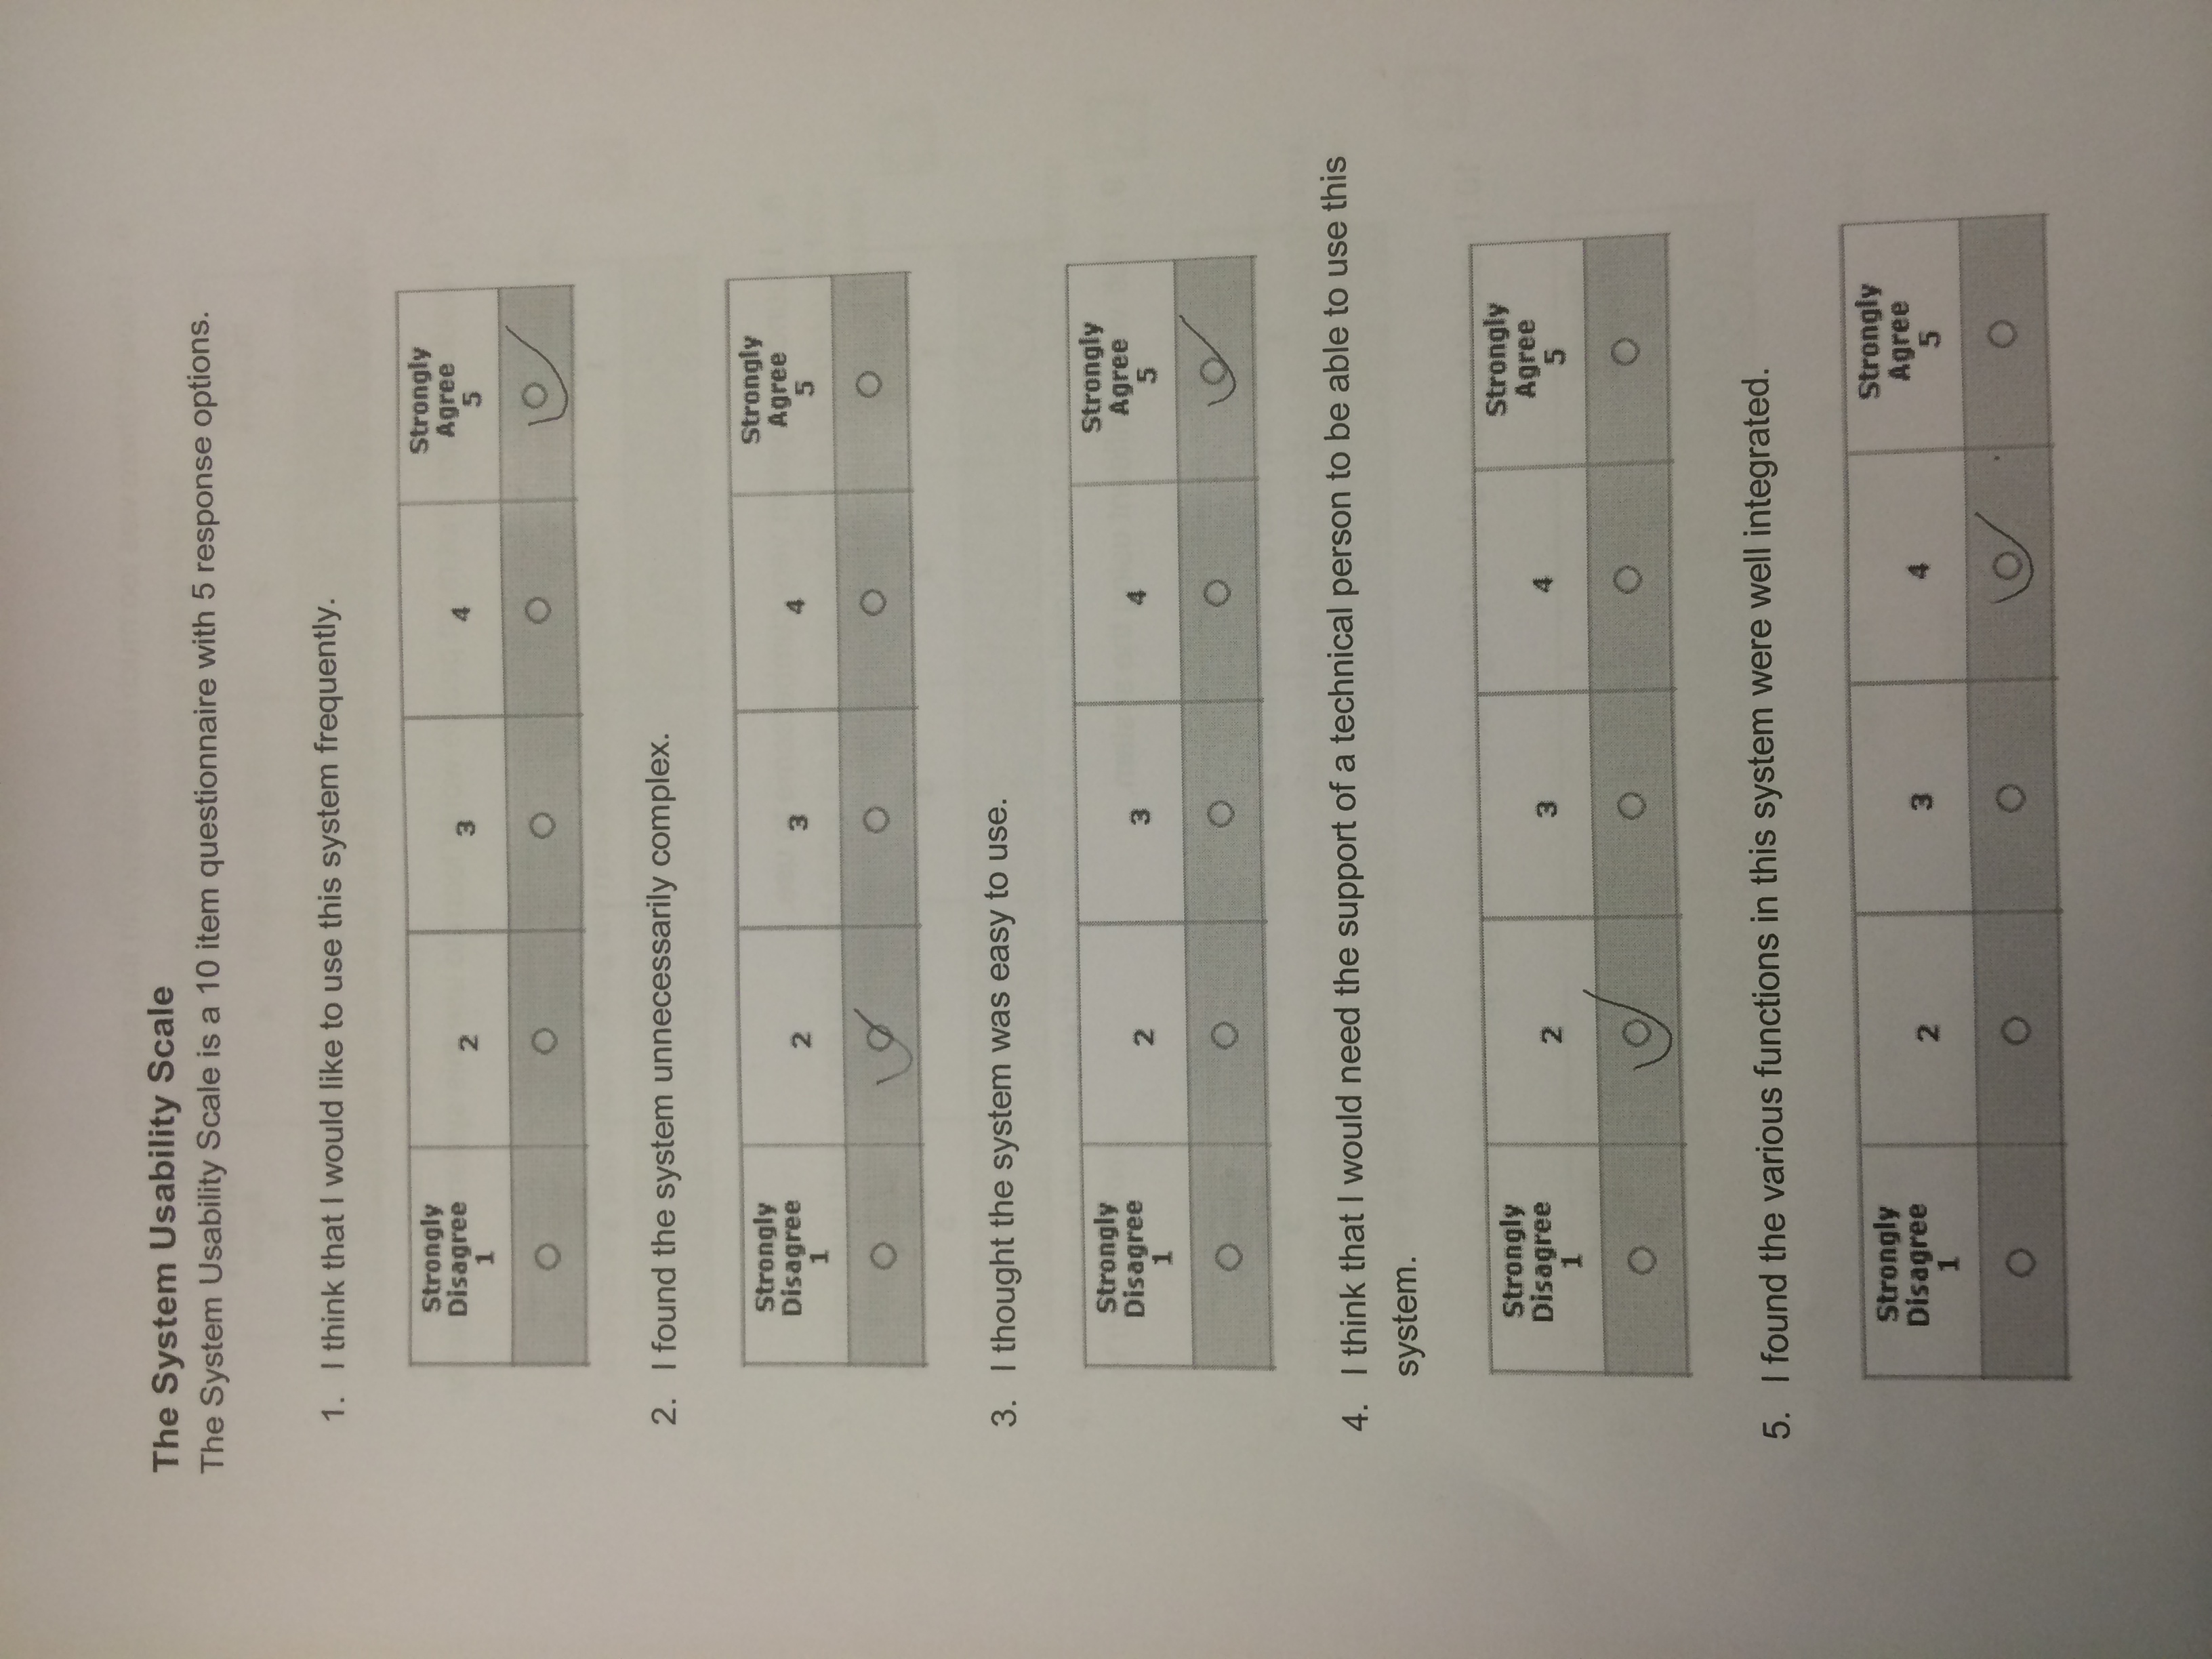 The System Usability Scale
The System Usability Scale is a 10 item questionnaire with 5 response options.
1. I think that I would like to use this system frequently.
Strongly Disagree 1 2 3 4 Strongly Agree 5
2. I found the system unnecessarily complex.
Strongly Disagree 1 2 3 4 Strongly Agree 5
3. I thought the system was easy to use.
Strongly Disagree 1 2 3 4 Strongly Agree 5
4. I think that I would need the support of a technical person to be able to use this
system.
Strongly Disagree 1 2 3 4 Strongly Agree 5
5. I found the various functions in this system were well integrated.
Strongly Disagree 1 2 3 4 Strongly Agree 5